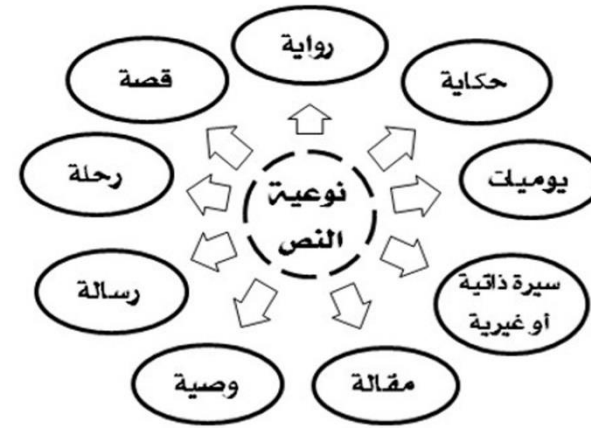 رواية
حكاية
قصة
يوميات
رحلة
نوعية
النص
سيرة ذاتية
أو غيرية
رسالة
مقالة
وصية